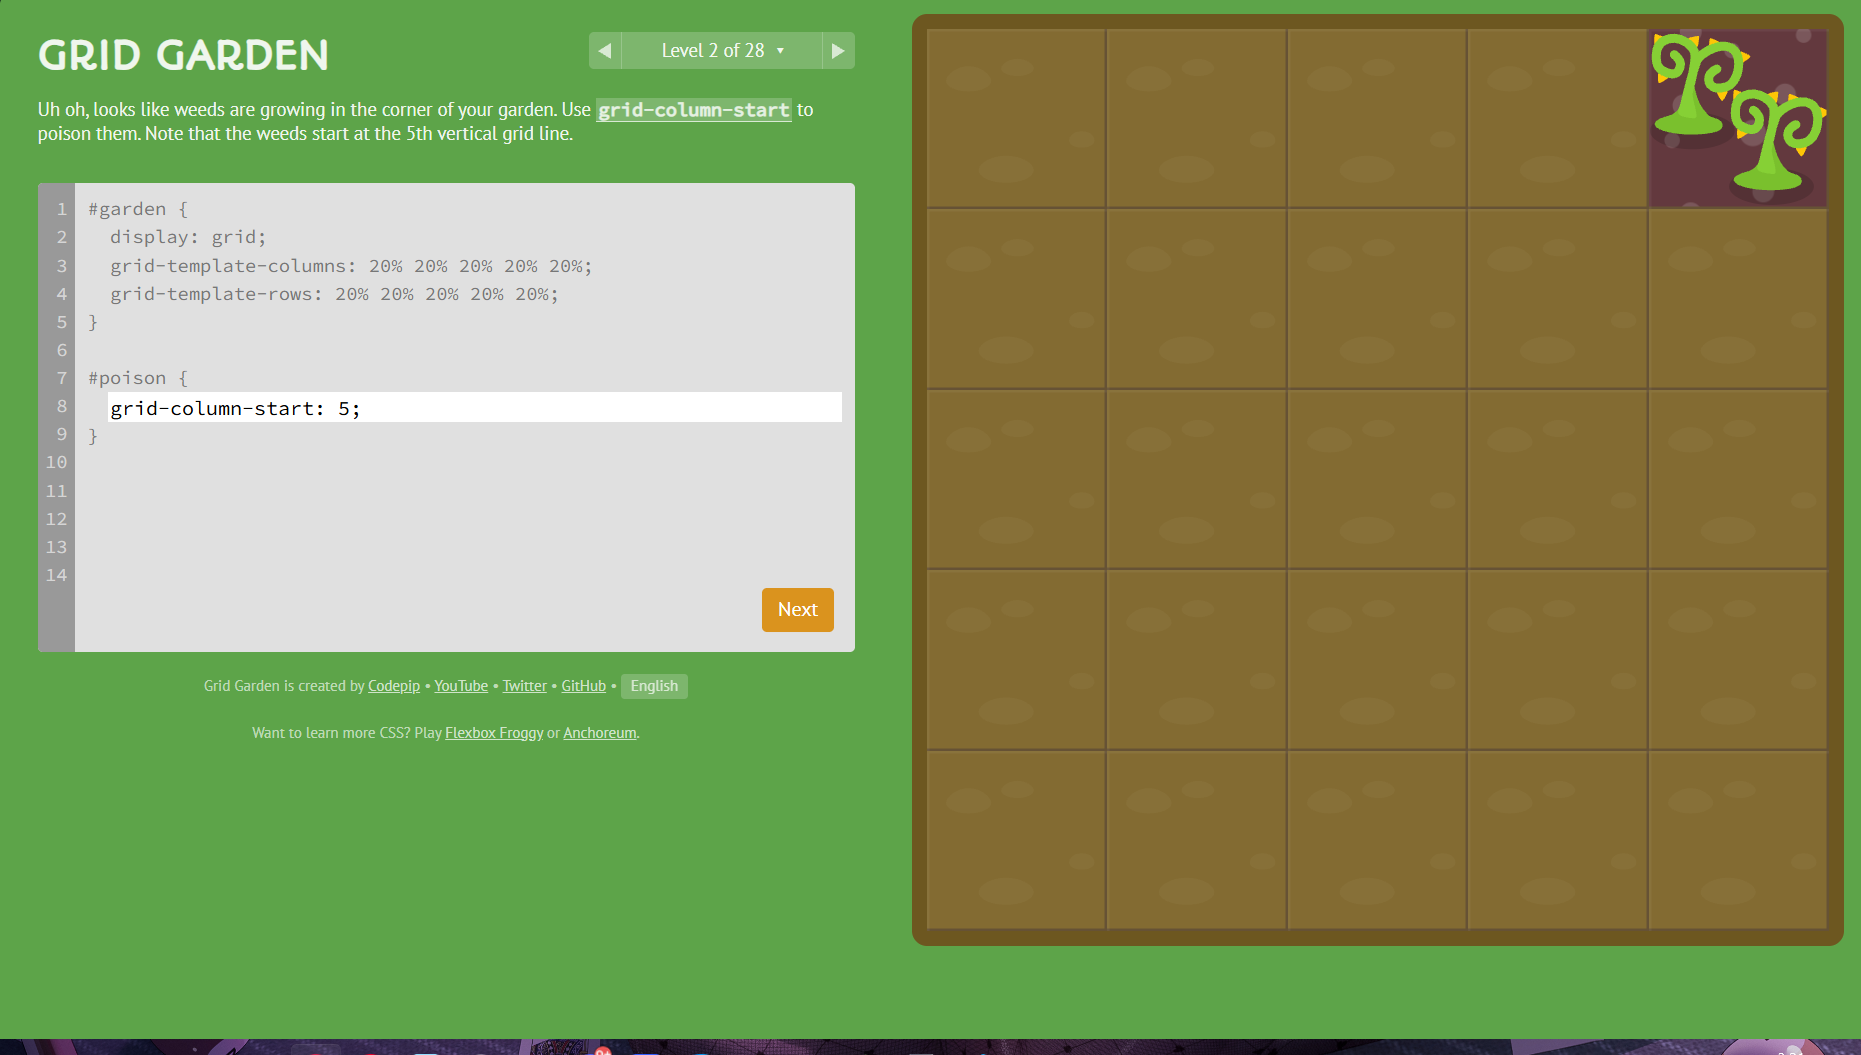 GRID GARDEN
◀ Level 2 of 28 ▼ ▶
Uh oh, looks like weeds are growing in the corner of your garden. Use grid-column-start to
poison them. Note that the weeds start at the 5th vertical grid line.
1 #garden {
2 display: grid;
3 grid-template-columns: 20% 20% 20% 20% 20%;
4 grid-template-rows: 20% 20% 20% 20% 20%;
5 }
6
7 #poison {
8 grid-column-start: 5;
9 }
10
11
12
13
14
Next
Grid Garden is created by Codepip • YouTube • Twitter • GitHub • English
Want to learn more CSS? Play Flexbox Froggy or Anchoreum.